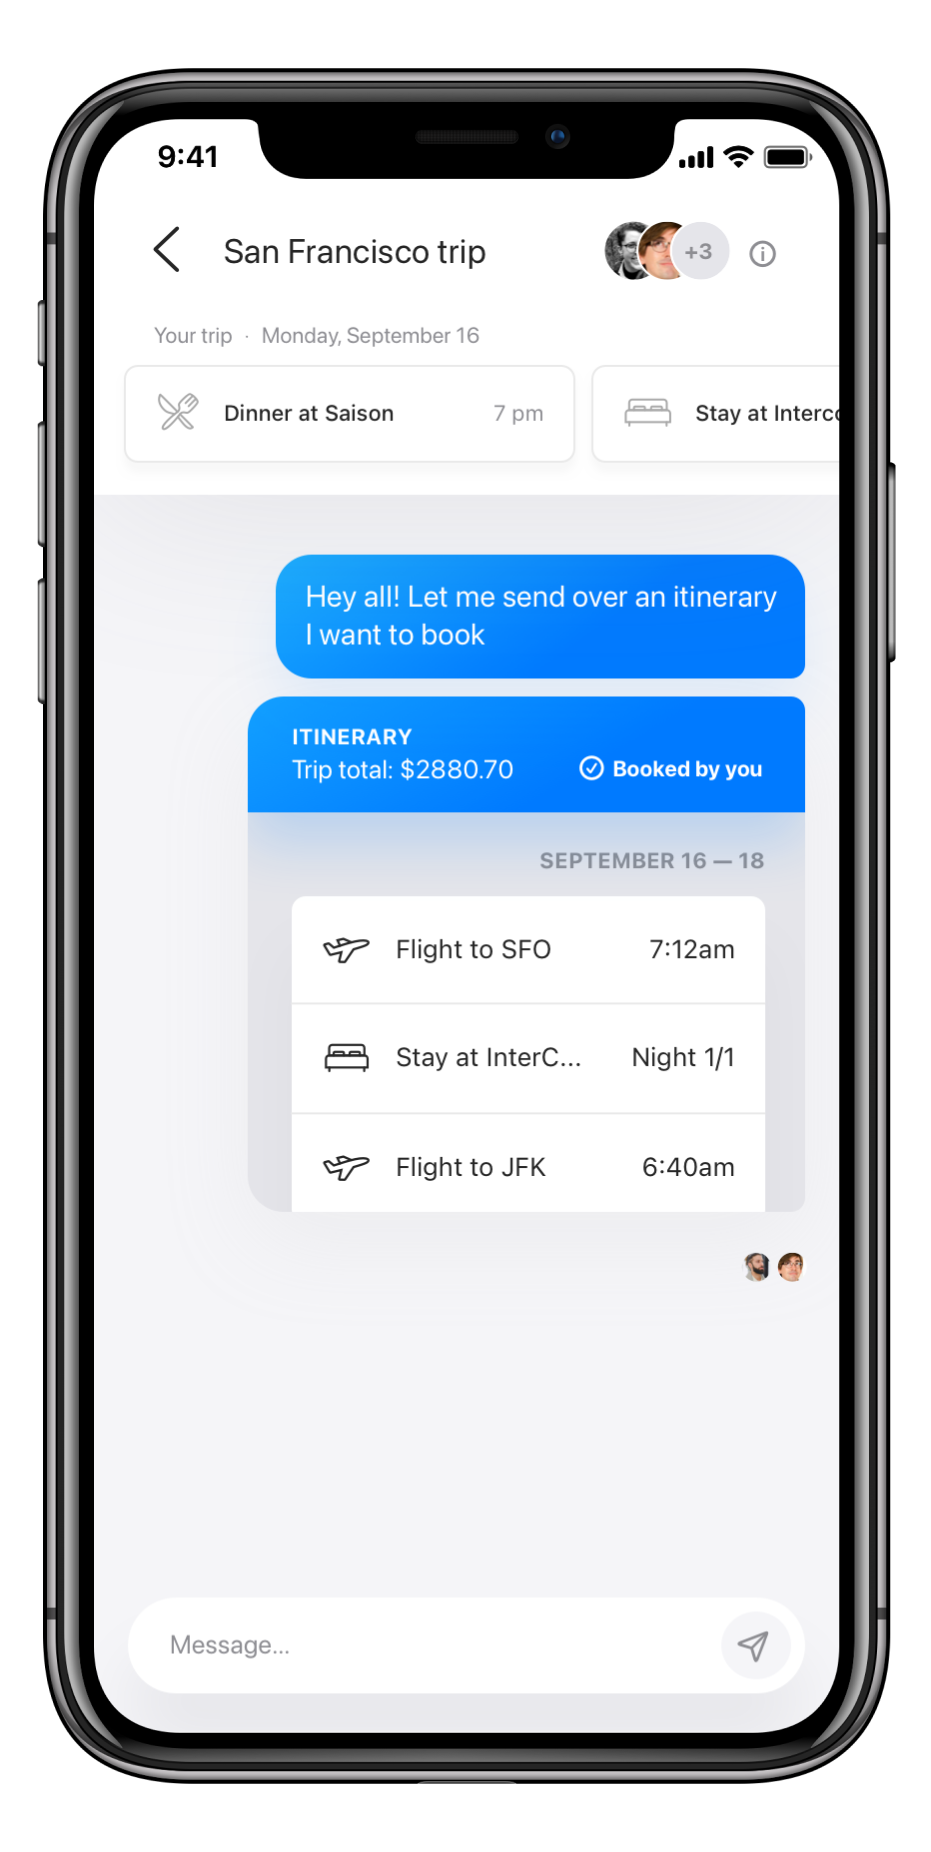 9:41
San Francisco trip +3
Your trip · Monday, September 16
Dinner at Saison 7 pm Stay at Interco
Hey all! Let me send over an itinerary
I want to book
ITINERARY
Trip total: $2880.70 Booked by you
SEPTEMBER 16 — 18
Flight to SFO 7:12am
Stay at InterC... Night 1/1
Flight to JFK 6:40am
Message...